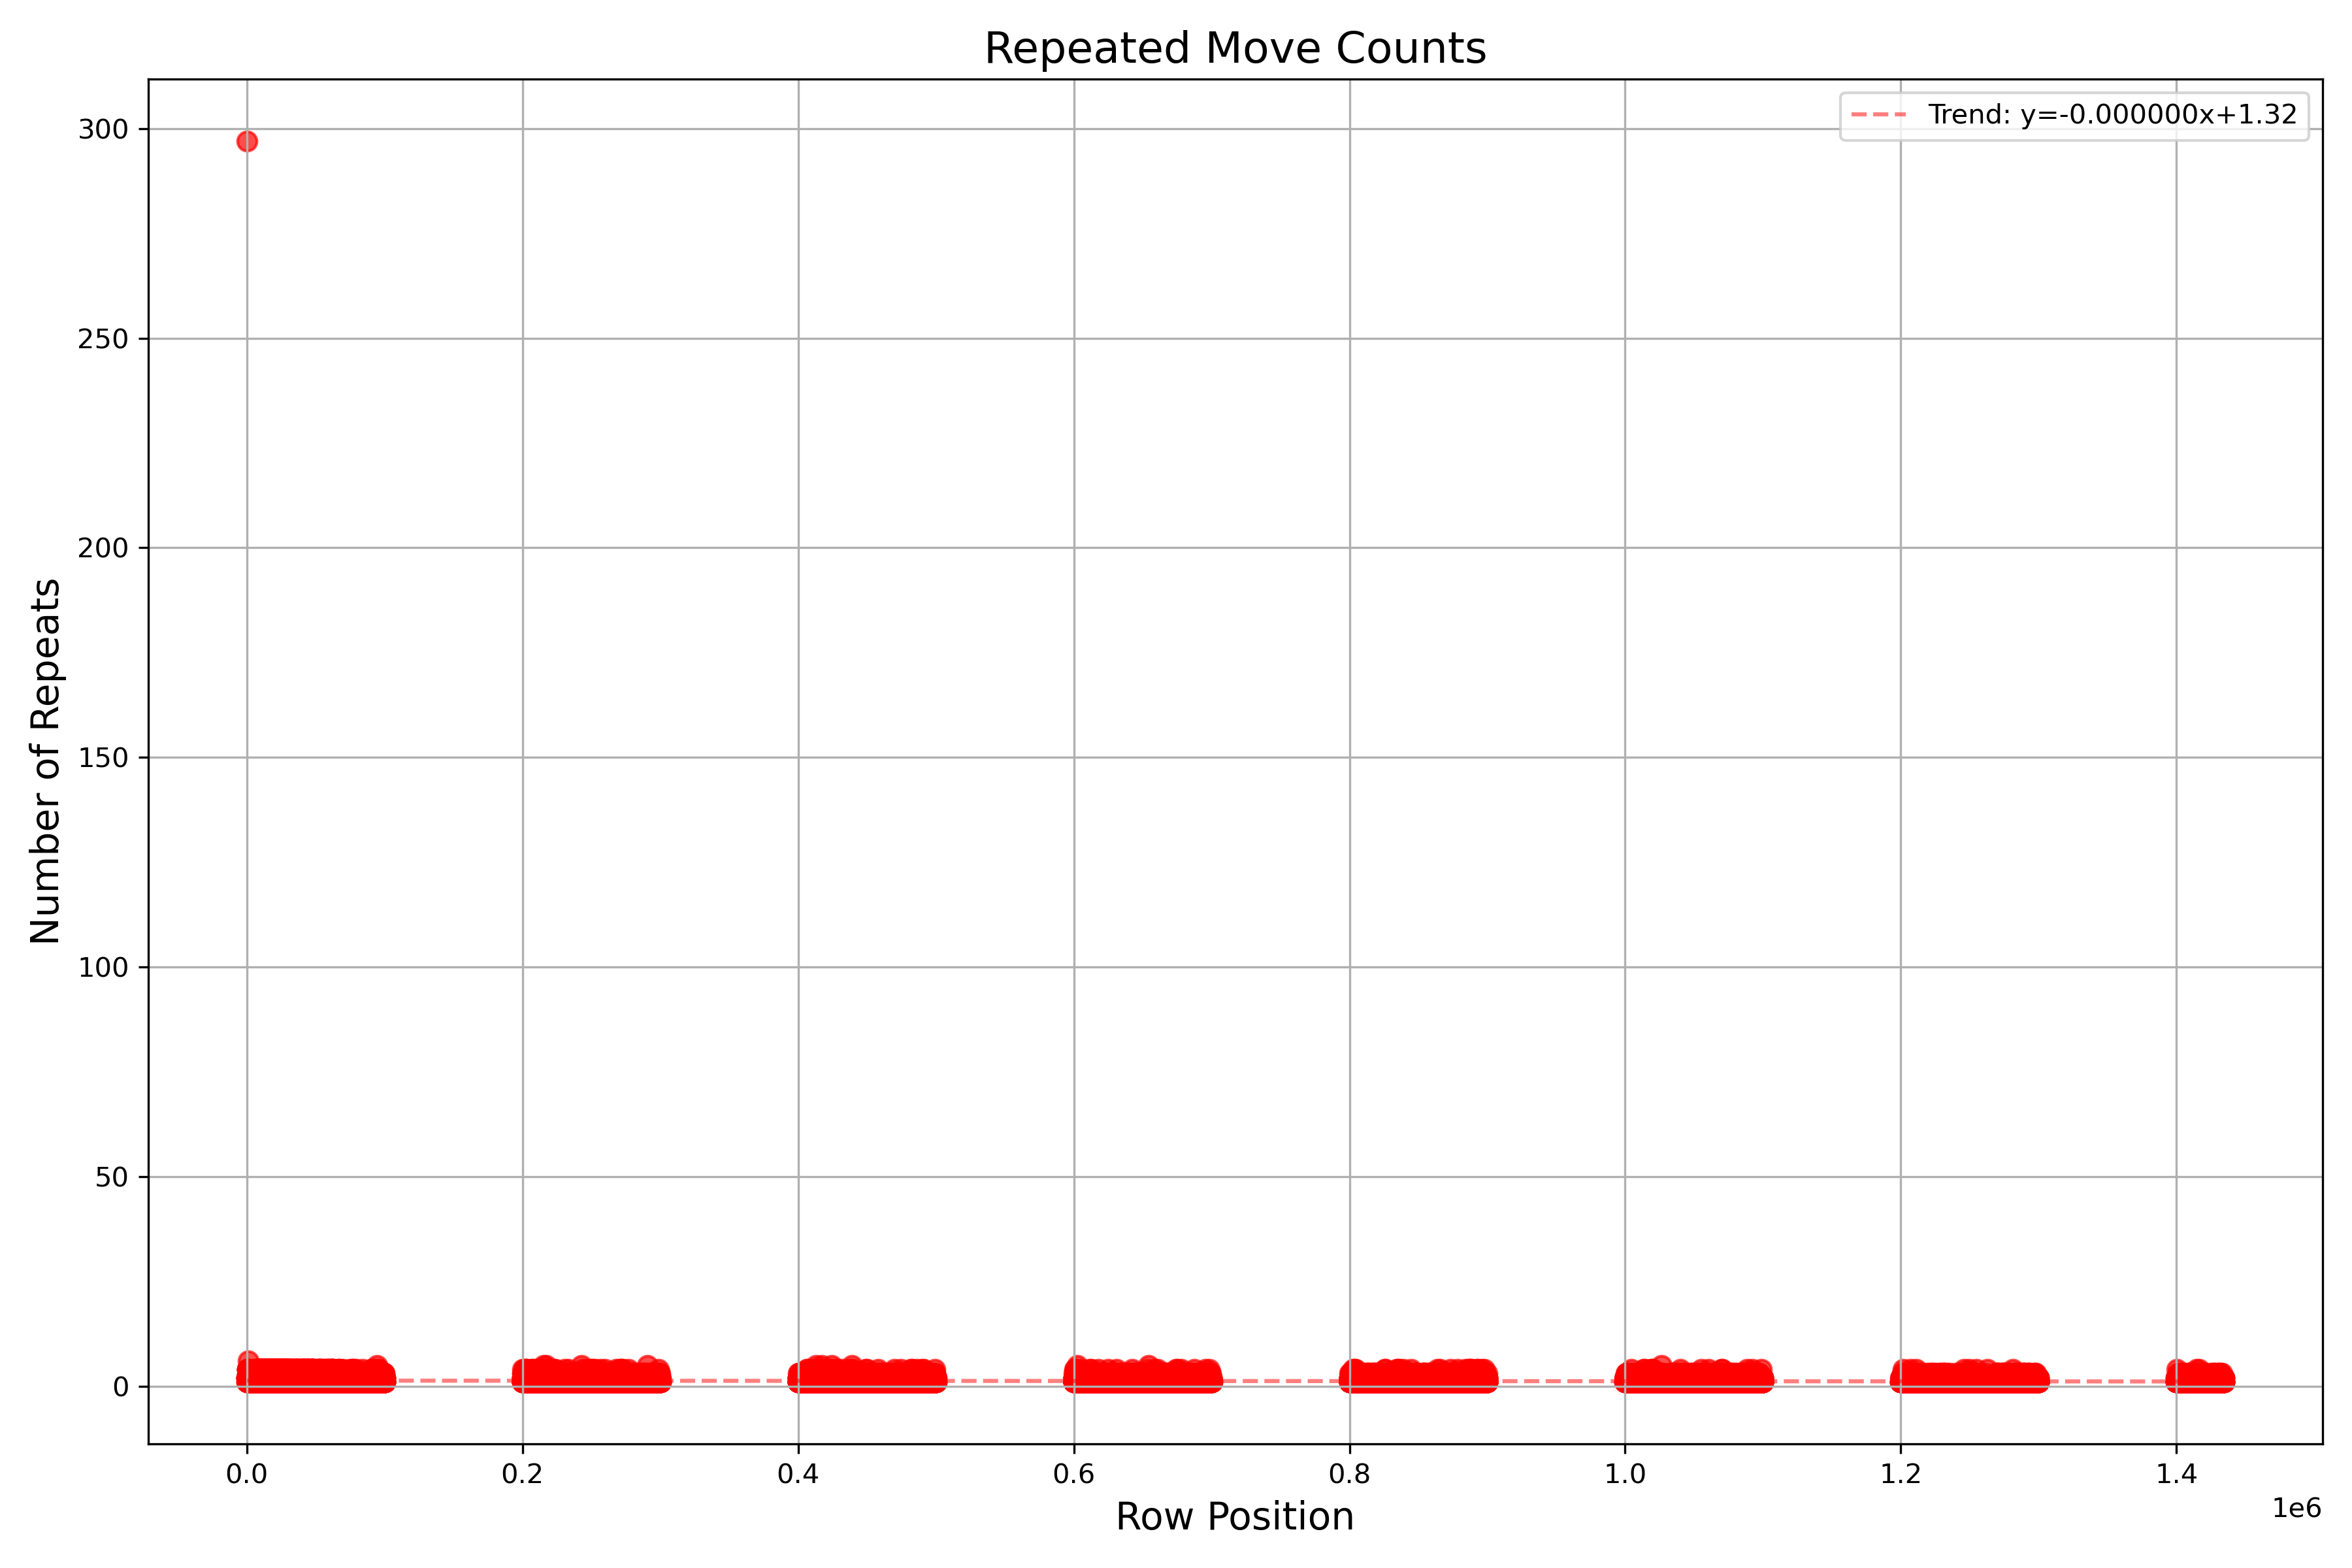 Repeated Move Counts
Trend: y=-0.000000x+1.32
Number of Repeats
300
250
200
150
100
50
0
0.0 0.2 0.4 0.6 0.8 1.0 1.2 1.4
1e6
Row Position